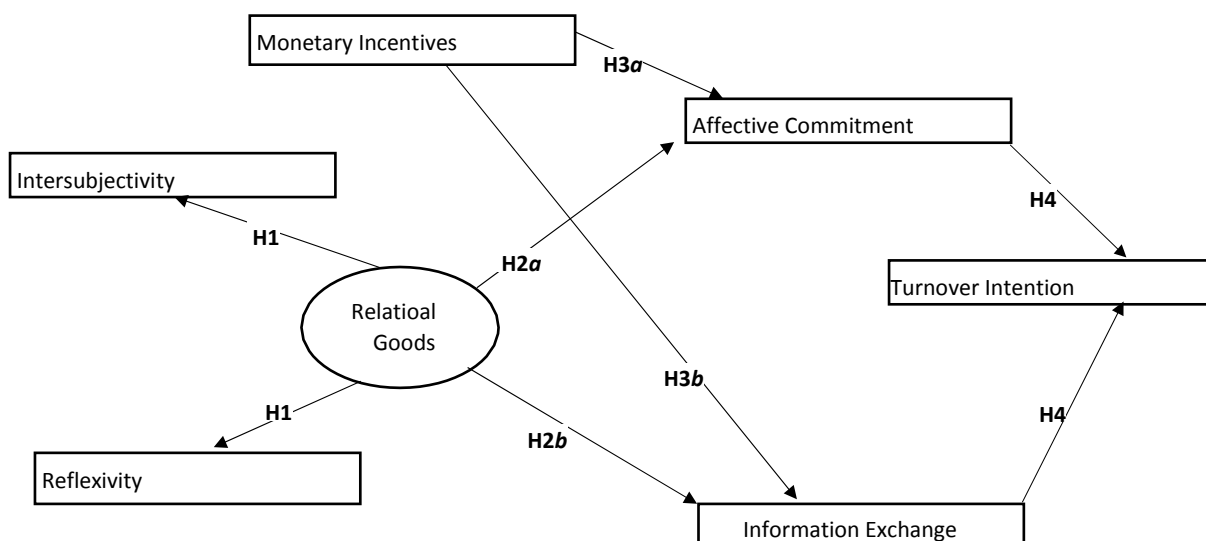 Monetary Incentives
H3a
Affective Commitment
Intersubjectivity
H4
H1
H2a
Turnover Intention
Relatioal
Goods
H3b
H1
H4
H2b
Reflexivity
Information Exchange